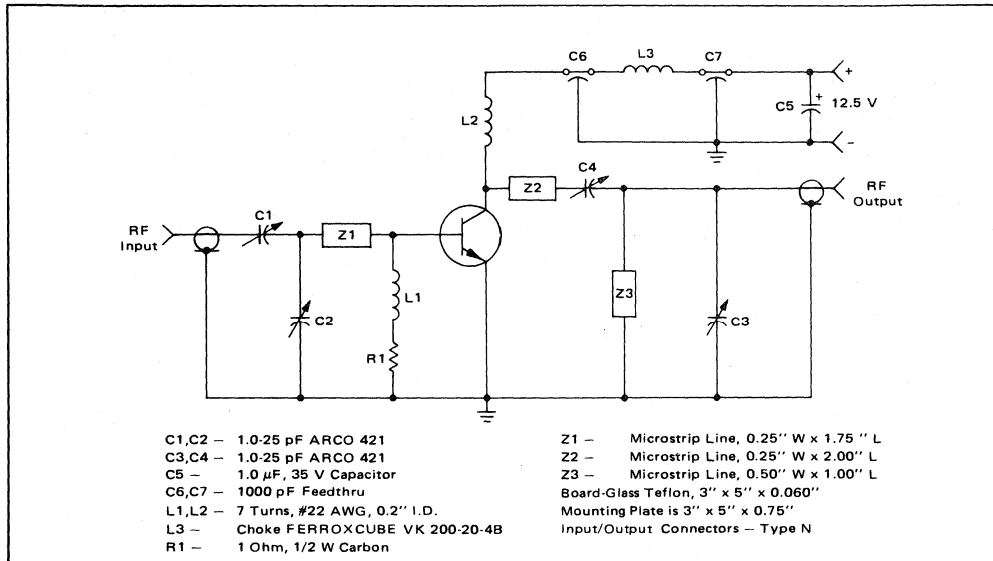 C6 L3 C7
+
C5 + 12.5 V
L2
−
C4
Z2
RF
Output
C1
RF
Input
Z1
L1
Z3
C2
C3
R1
C1,C2 — 1.0-25 pF ARCO 421
C3,C4 — 1.0-25 pF ARCO 421
C5 — 1.0 μF, 35 V Capacitor
C6,C7 — 1000 pF Feedthru
L1,L2 — 7 Turns, #22 AWG, 0.2'' I.D.
L3 — Choke FERROXCUBE VK 200-20-4B
R1 — 1 Ohm, 1/2 W Carbon
Z1 — Microstrip Line, 0.25'' W x 1.75 '' L
Z2 — Microstrip Line, 0.25'' W x 2.00'' L
Z3 — Microstrip Line, 0.50'' W x 1.00'' L
Board-Glass Teflon, 3'' x 5'' x 0.060''
Mounting Plate is 3'' x 5'' x 0.75''
Input/Output Connectors — Type N